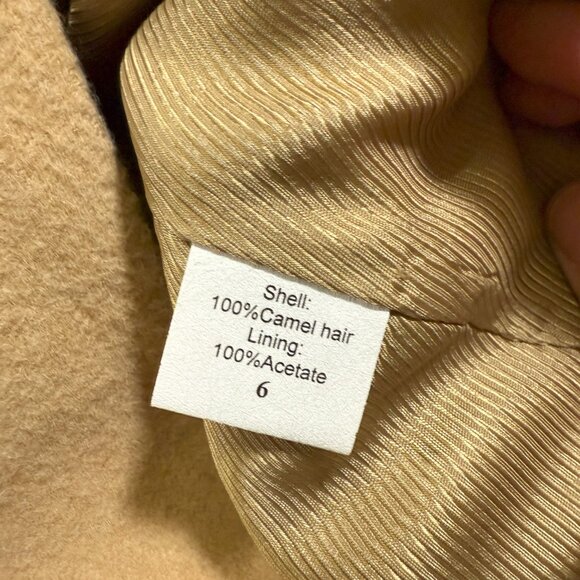 Shell:
100%Camel hair
Lining:
100%Acetate
6